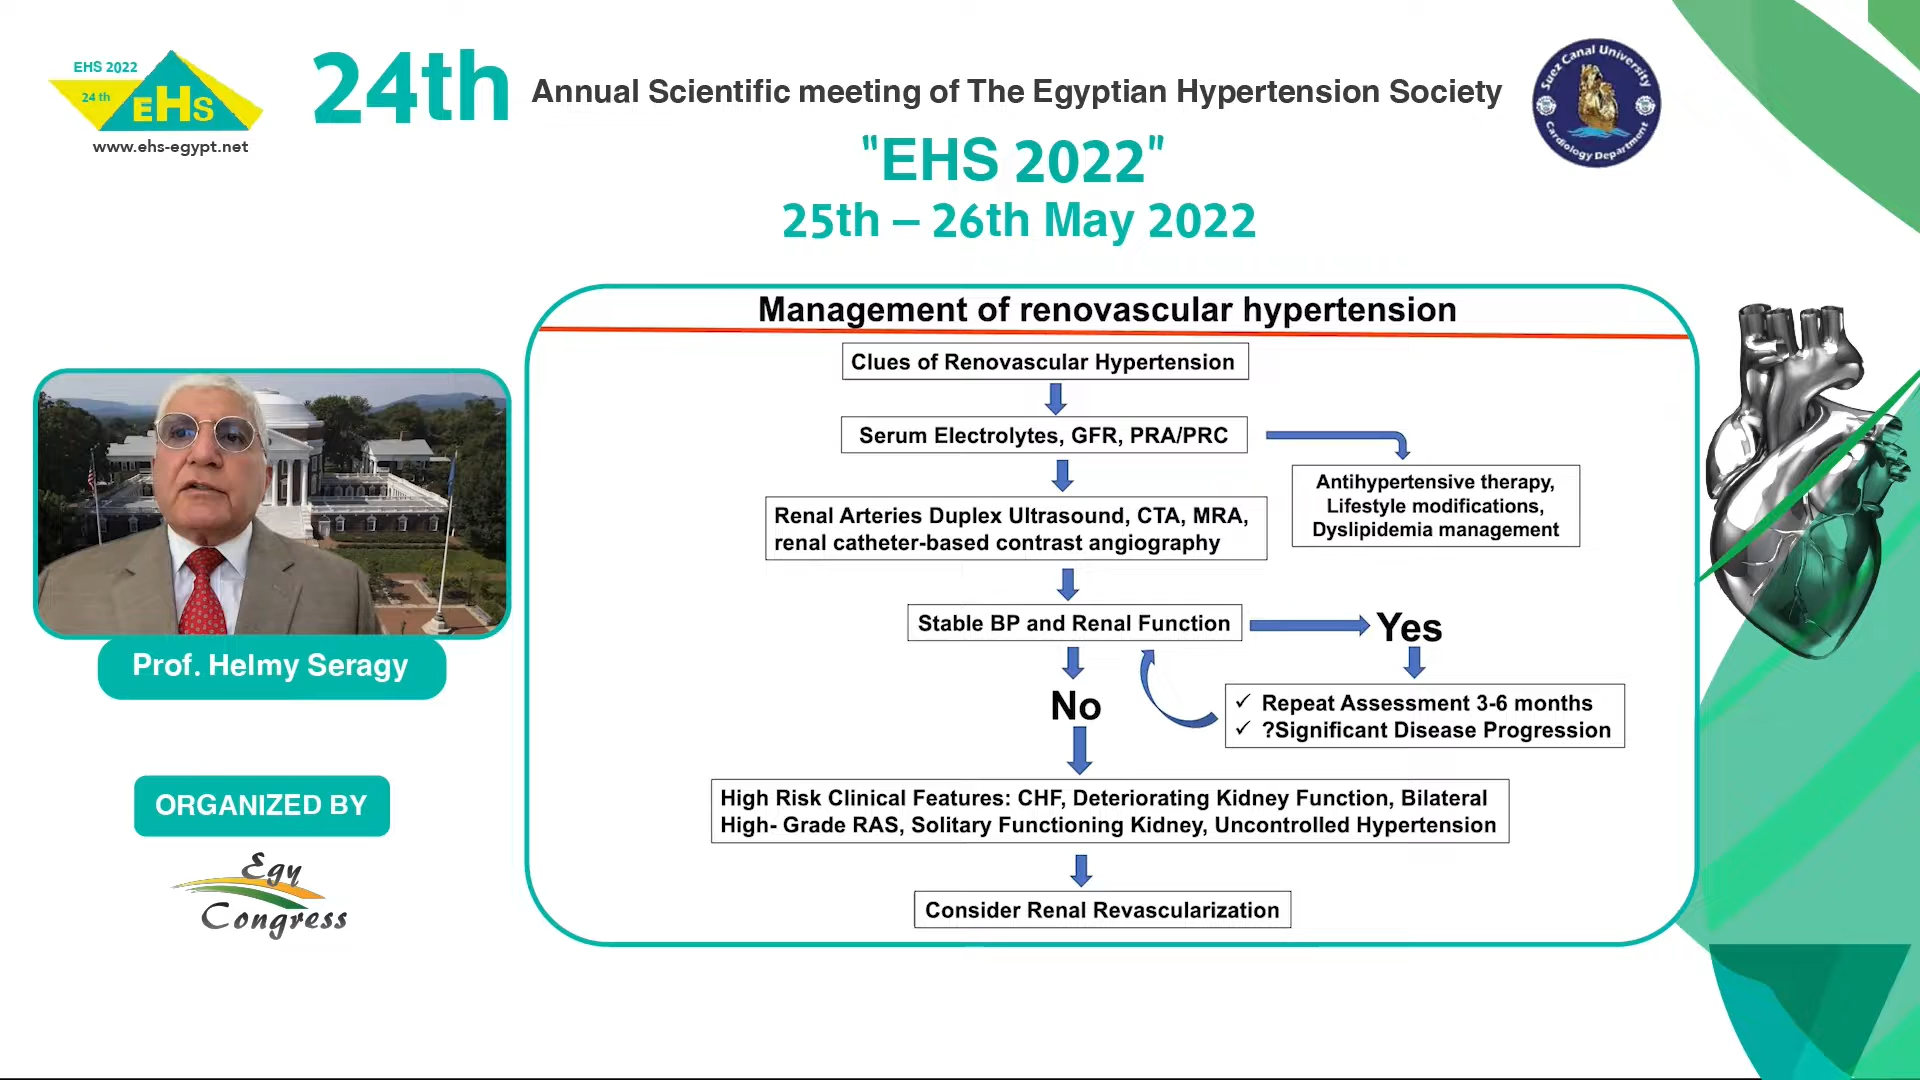 EHS 2022
24 th
EHS
www.ehs-egypt.net
24th Annual Scientific meeting of The Egyptian Hypertension Society
"EHS 2022"
25th – 26th May 2022
Suez Canal University
Cardiology Department
Prof. Helmy Seragy
ORGANIZED BY
Egy
Congress
Management of renovascular hypertension
Clues of Renovascular Hypertension
Serum Electrolytes, GFR, PRA/PRC
Antihypertensive therapy,
Lifestyle modifications,
Dyslipidemia management
Renal Arteries Duplex Ultrasound, CTA, MRA,
renal catheter-based contrast angiography
Stable BP and Renal Function
Yes
No
✓ Repeat Assessment 3-6 months
✓ ?Significant Disease Progression
High Risk Clinical Features: CHF, Deteriorating Kidney Function, Bilateral
High- Grade RAS, Solitary Functioning Kidney, Uncontrolled Hypertension
Consider Renal Revascularization